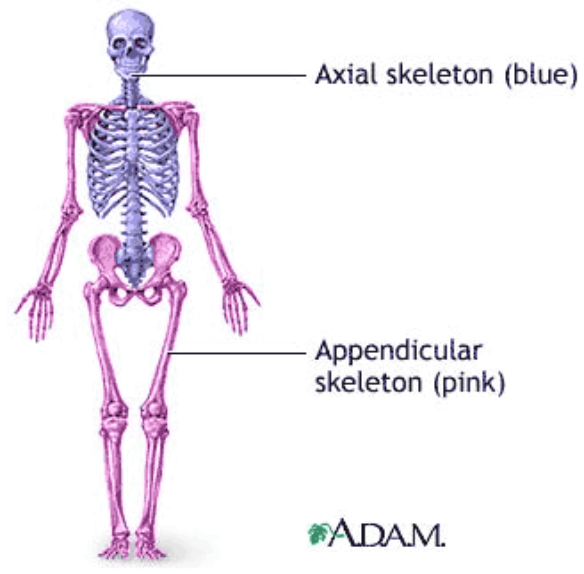 Axial skeleton (blue)
Appendicular
skeleton (pink)
A.D.A.M.